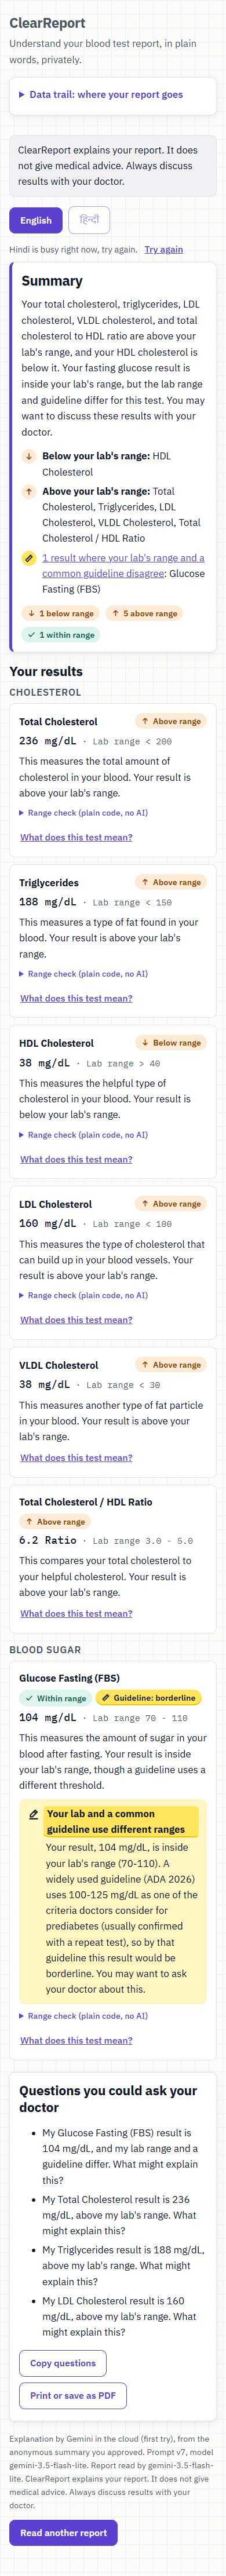 ClearReport
Understand your blood test report, in plain
words, privately.
▶ Data trail: where your report goes
ClearReport explains your report. It does
not give medical advice. Always discuss
results with your doctor.
English
हिन्दी
Hindi is busy right now, try again. Try again
Summary
Your total cholesterol, triglycerides, LDL
cholesterol, VLDL cholesterol, and total
cholesterol to HDL ratio are above your
lab's range, and your HDL cholesterol is
below it. Your fasting glucose result is
inside your lab's range, but the lab range
and guideline differ for this test. You may
want to discuss these results with your
doctor.
↓ Below your lab's range: HDL
Cholesterol
↑ Above your lab's range: Total
Cholesterol, Triglycerides, LDL
Cholesterol, VLDL Cholesterol, Total
Cholesterol / HDL Ratio
1 result where your lab's range and a
common guideline disagree: Glucose
Fasting (FBS)
↓ 1 below range ↑ 5 above range
✓ 1 within range
Your results
CHOLESTEROL
Total Cholesterol ↑ Above range
236 mg/dL · Lab range < 200
This measures the total amount of
cholesterol in your blood. Your result is
above your lab's range.
▶ Range check (plain code, no AI)
What does this test mean?
Triglycerides ↑ Above range
188 mg/dL · Lab range < 150
This measures a type of fat found in your
blood. Your result is above your lab's
range.
▶ Range check (plain code, no AI)
What does this test mean?
HDL Cholesterol ↓ Below range
38 mg/dL · Lab range > 40
This measures the helpful type of
cholesterol in your blood. Your result is
below your lab's range.
▶ Range check (plain code, no AI)
What does this test mean?
LDL Cholesterol ↑ Above range
160 mg/dL · Lab range < 100
This measures the type of cholesterol that
can build up in your blood vessels. Your
result is above your lab's range.
▶ Range check (plain code, no AI)
What does this test mean?
VLDL Cholesterol ↑ Above range
38 mg/dL · Lab range < 30
This measures another type of fat particle
in your blood. Your result is above your
lab's range.
What does this test mean?
Total Cholesterol / HDL Ratio
↑ Above range
6.2 Ratio · Lab range 3.0 - 5.0
This compares your total cholesterol to
your helpful cholesterol. Your result is
above your lab's range.
What does this test mean?
BLOOD SUGAR
Glucose Fasting (FBS)
✓ Within range Guideline: borderline
104 mg/dL · Lab range 70 - 110
This measures the amount of sugar in your
blood after fasting. Your result is inside
your lab's range, though a guideline uses a
different threshold.
Your lab and a common
guideline use different ranges
Your result, 104 mg/dL, is inside
your lab's range (70-110). A
widely used guideline (ADA 2026)
uses 100-125 mg/dL as one of the
criteria doctors consider for
prediabetes (usually confirmed
with a repeat test), so by that
guideline this result would be
borderline. You may want to ask
your doctor about this.
▶ Range check (plain code, no AI)
What does this test mean?
Questions you could ask your
doctor
• My Glucose Fasting (FBS) result is
104 mg/dL, and my lab range and a
guideline differ. What might explain
this?
• My Total Cholesterol result is 236
mg/dL, above my lab's range. What
might explain this?
• My Triglycerides result is 188 mg/dL,
above my lab's range. What might
explain this?
• My LDL Cholesterol result is 160
mg/dL, above my lab's range. What
might explain this?
Copy questions
Print or save as PDF
Explanation by Gemini in the cloud (first try), from the
anonymous summary you approved. Prompt v7, model
gemini-3.5-flash-lite. Report read by gemini-3.5-flash-
lite. ClearReport explains your report. It does not give
medical advice. Always discuss results with your
doctor.
Read another report